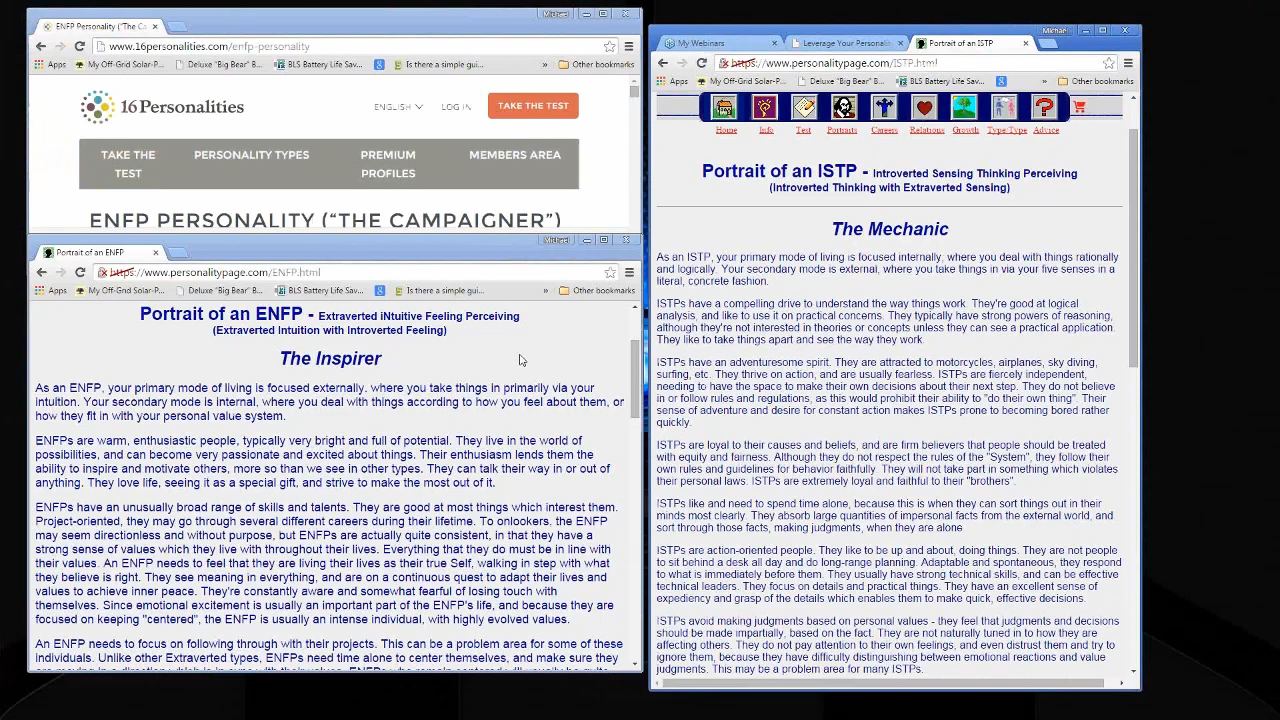 Michael
ENFP Personality ("The Ca
www.16personalities.com/enfp-personality
Apps
My Off-Grid Solar-P...
Deluxe "Big Bear" B...
BLS Battery Life Sav...
Is there a simple gui...
»
Other bookmarks
16Personalities
ENGLISH
LOG IN
TAKE THE TEST
TAKE THE
TEST
PERSONALITY TYPES
PREMIUM
PROFILES
MEMBERS AREA
ENFP PERSONALITY ("THE CAMPAIGNER")
Michael
Portrait of an ENFP
https://www.personalitypage.com/ENFP.html
Apps
My Off-Grid Solar-P...
Deluxe "Big Bear" B...
BLS Battery Life Sav...
Is there a simple gui...
»
Other bookmarks
Portrait of an ENFP - Extraverted iNtuitive Feeling Perceiving
(Extraverted Intuition with Introverted Feeling)
The Inspirer
As an ENFP, your primary mode of living is focused externally, where you take things in primarily via your
intuition. Your secondary mode is internal, where you deal with things according to how you feel about them, or
how they fit in with your personal value system.
ENFPs are warm, enthusiastic people, typically very bright and full of potential. They live in the world of
possibilities, and can become very passionate and excited about things. Their enthusiasm lends them the
ability to inspire and motivate others, more so than we see in other types. They can talk their way in or out of
anything. They love life, seeing it as a special gift, and strive to make the most out of it.
ENFPs have an unusually broad range of skills and talents. They are good at most things which interest them.
Project-oriented, they may go through several different careers during their lifetime. To onlookers, the ENFP
may seem directionless and without purpose, but ENFPs are actually quite consistent, in that they have a
strong sense of values which they live with throughout their lives. Everything that they do must be in line with
their values. An ENFP needs to feel that they are living their lives as their true Self, walking in step with what
they believe is right. They see meaning in everything, and are on a continuous quest to adapt their lives and
values to achieve inner peace. They're constantly aware and somewhat fearful of losing touch with
themselves. Since emotional excitement is usually an important part of the ENFP's life, and because they are
focused on keeping "centered", the ENFP is usually an intense individual, with highly evolved values.
An ENFP needs to focus on following through with their projects. This can be a problem area for some of these
individuals. Unlike other Extraverted types, ENFPs need time alone to center themselves, and make sure they
Michael
My Webinars
Leverage Your Personali
Portrait of an ISTP
https://www.personalitypage.com/ISTP.html
Apps
My Off-Grid Solar-P...
Deluxe "Big Bear" B...
BLS Battery Life Sav...
»
Other bookmarks
Home
Info
Test
Portraits
Careers
Relations
Growth
Type/Type
Advice
Portrait of an ISTP - Introverted Sensing Thinking Perceiving
(Introverted Thinking with Extraverted Sensing)
The Mechanic
As an ISTP, your primary mode of living is focused internally, where you deal with things rationally
and logically. Your secondary mode is external, where you take things in via your five senses in a
literal, concrete fashion.
ISTPs have a compelling drive to understand the way things work. They're good at logical
analysis, and like to use it on practical concerns. They typically have strong powers of reasoning,
although they're not interested in theories or concepts unless they can see a practical application.
They like to take things apart and see the way they work.
ISTPs have an adventuresome spirit. They are attracted to motorcycles, airplanes, sky diving,
surfing, etc. They thrive on action, and are usually fearless. ISTPs are fiercely independent,
needing to have the space to make their own decisions about their next step. They do not believe
in or follow rules and regulations, as this would prohibit their ability to "do their own thing". Their
sense of adventure and desire for constant action makes ISTPs prone to becoming bored rather
quickly.
ISTPs are loyal to their causes and beliefs, and are firm believers that people should be treated
with equity and fairness. Although they do not respect the rules of the "System", they follow their
own rules and guidelines for behavior faithfully. They will not take part in something which violates
their personal laws. ISTPs are extremely loyal and faithful to their "brothers".
ISTPs like and need to spend time alone, because this is when they can sort things out in their
minds most clearly. They absorb large quantities of impersonal facts from the external world, and
sort through those facts, making judgments, when they are alone
ISTPs are action-oriented people. They like to be up and about, doing things. They are not people
to sit behind a desk all day and do long-range planning. Adaptable and spontaneous, they
respond to what is immediately before them. They usually have strong technical skills, and can be effective
technical leaders. They focus on details and practical things. They have an excellent sense of
expediency and grasp of the details which enables them to make quick, effective decisions.
ISTPs avoid making judgments based on personal values - they feel that judgments and decisions
should be made impartially, based on the fact. They are not naturally tuned in to how they are
affecting others. They do not pay attention to their own feelings, and even distrust them and try to
ignore them, because they have difficulty distinguishing between emotional reactions and value
judgments. This may be a problem area for many ISTPs.